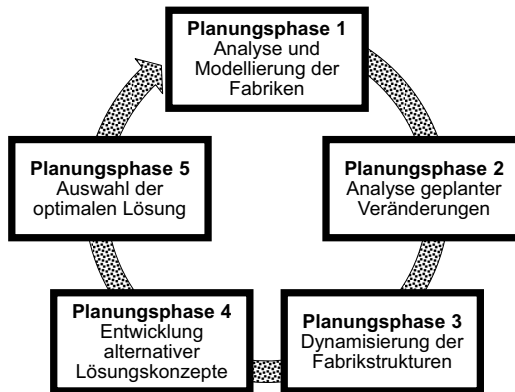 Planungsphase 1
Analyse und
Modellierung der
Fabriken
Planungsphase 2
Analyse geplanter
Veränderungen
Planungsphase 3
Dynamisierung der
Fabrikstrukturen
Planungsphase 4
Entwicklung
alternativer
Lösungskonzepte
Planungsphase 5
Auswahl der
optimalen Lösung